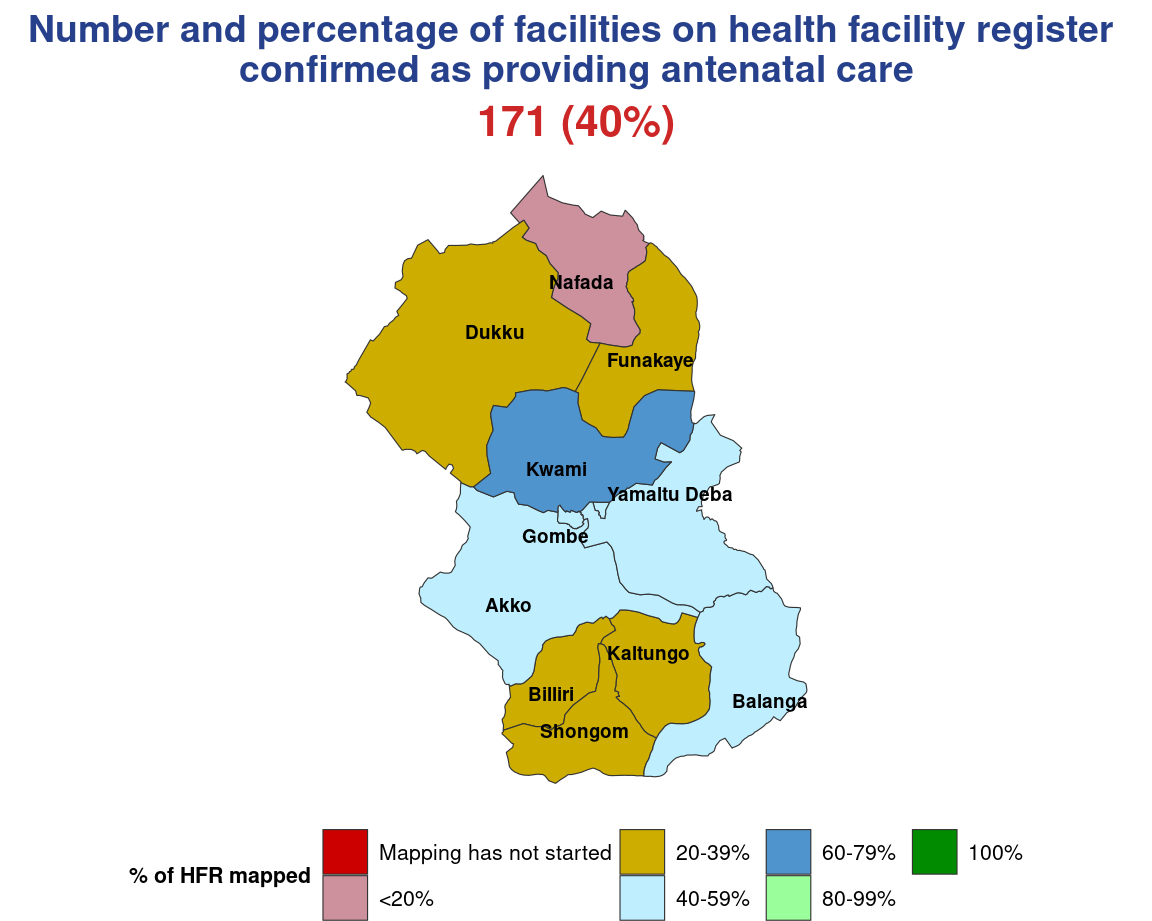 Number and percentage of facilities on health facility register
confirmed as providing antenatal care
171 (40%)
Nafada
Dukku
Funakaye
Kwami
Yamaltu Deba
Gombe
Akko
Kaltungo
Billiri
Balanga
Shongom
% of HFR mapped
Mapping has not started
<20%
20-39%
40-59%
60-79%
80-99%
100%